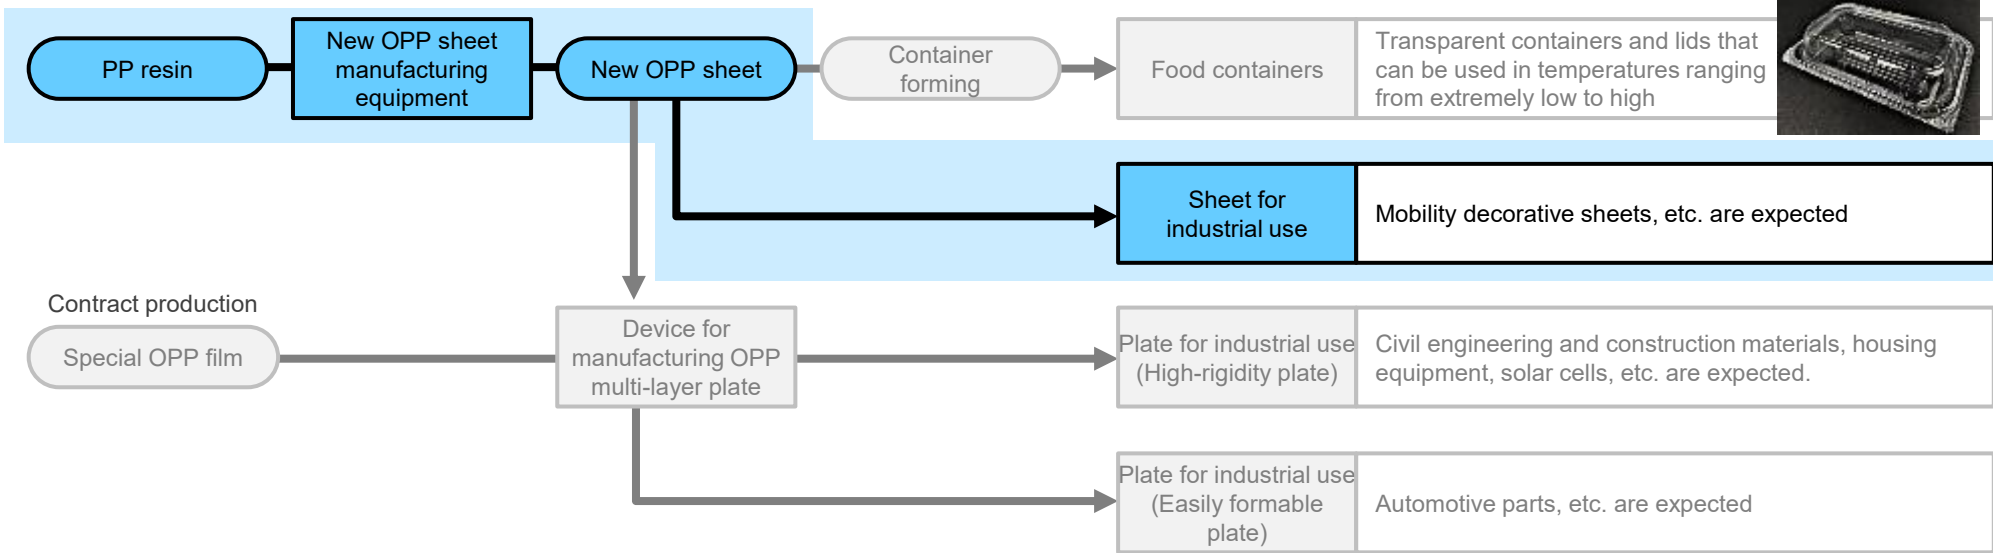 PP resin
New OPP sheet
manufacturing
equipment
New OPP sheet
Container
forming
Food containers
Transparent containers and lids that
can be used in temperatures ranging
from extremely low to high
Sheet for
industrial use
Mobility decorative sheets, etc. are expected
Contract production
Special OPP film
Device for
manufacturing OPP
multi-layer plate
Plate for industrial use
(High-rigidity plate)
Civil engineering and construction materials, housing
equipment, solar cells, etc. are expected.
Plate for industrial use
(Easily formable
plate)
Automotive parts, etc. are expected